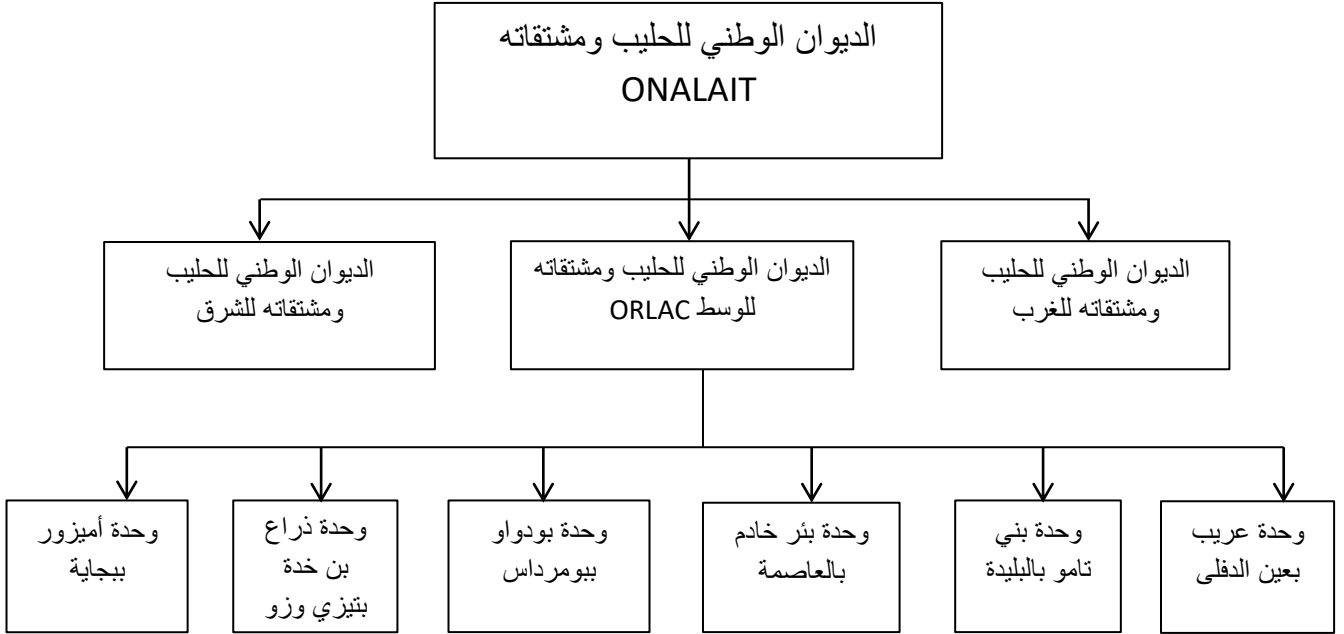 الديوان الوطني للحليب ومشتقاته
ONALAIT
الديوان الوطني للحليب
ومشتقاته للغرب
الديوان الوطني للحليب ومشتقاته
للوسط ORLAC
الديوان الوطني للحليب
ومشتقاته للشرق
وحدة عريب
بعين الدفلى
وحدة بني
تامو بالبليدة
وحدة بئر خادم
بالعاصمة
وحدة بودواو
ببومرداس
وحدة ذراع
بن خدة
بتيزي وزو
وحدة أميزور
ببجاية